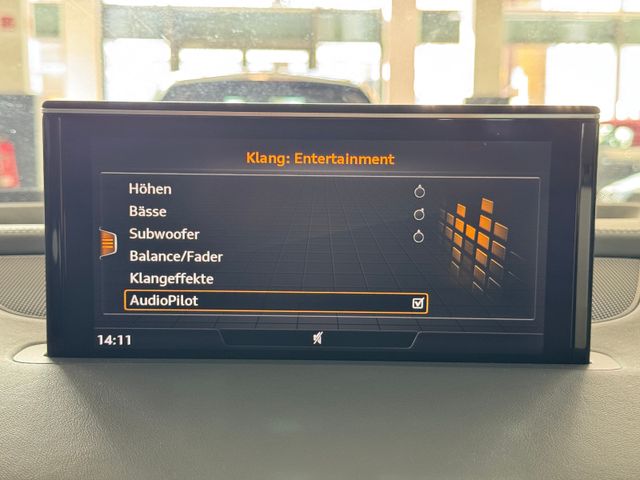 Klang: Entertainment
Höhen
Bässe
Subwoofer
Balance/Fader
Klangeffekte
AudioPilot
14:11